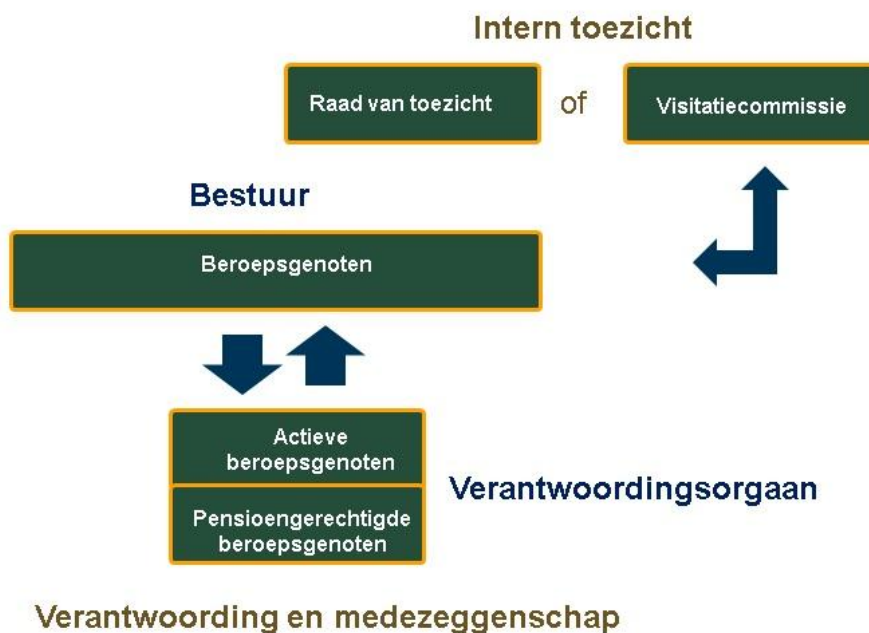 Intern toezicht
Raad van toezicht of Visitatiecommissie
Bestuur
Beroepsgenoten
Actieve
beroepsgenoten
Verantwoordingsorgaan
Pensioengerechtigde
beroepsgenoten
Verantwoording en medezeggenschap